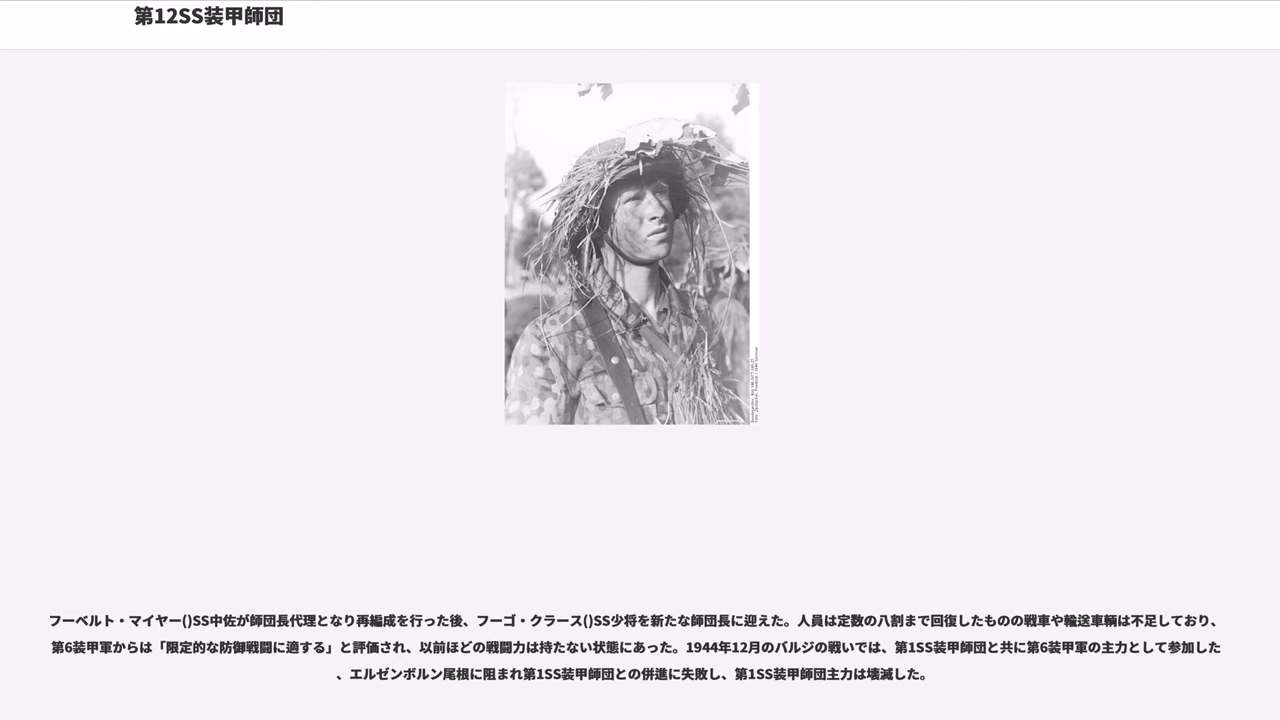 第12SS装甲師団
フーベルト・マイヤー()SS中佐が師団長代理となり再編成を行った後、フーゴ・クラース()SS少将を新たな師団長に迎えた。人員は定数の八割まで回復したものの戦車や輸送車輌は不足しており、
第6装甲軍からは「限定的な防御戦闘に適する」と評価され、以前ほどの戦闘力は持たない状態にあった。1944年12月のバルジの戦いでは、第1SS装甲師団と共に第6装甲軍の主力として参加した
、エルゼンボルン尾根に阻まれ第1SS装甲師団との併進に失敗し、第1SS装甲師団主力は壊滅した。